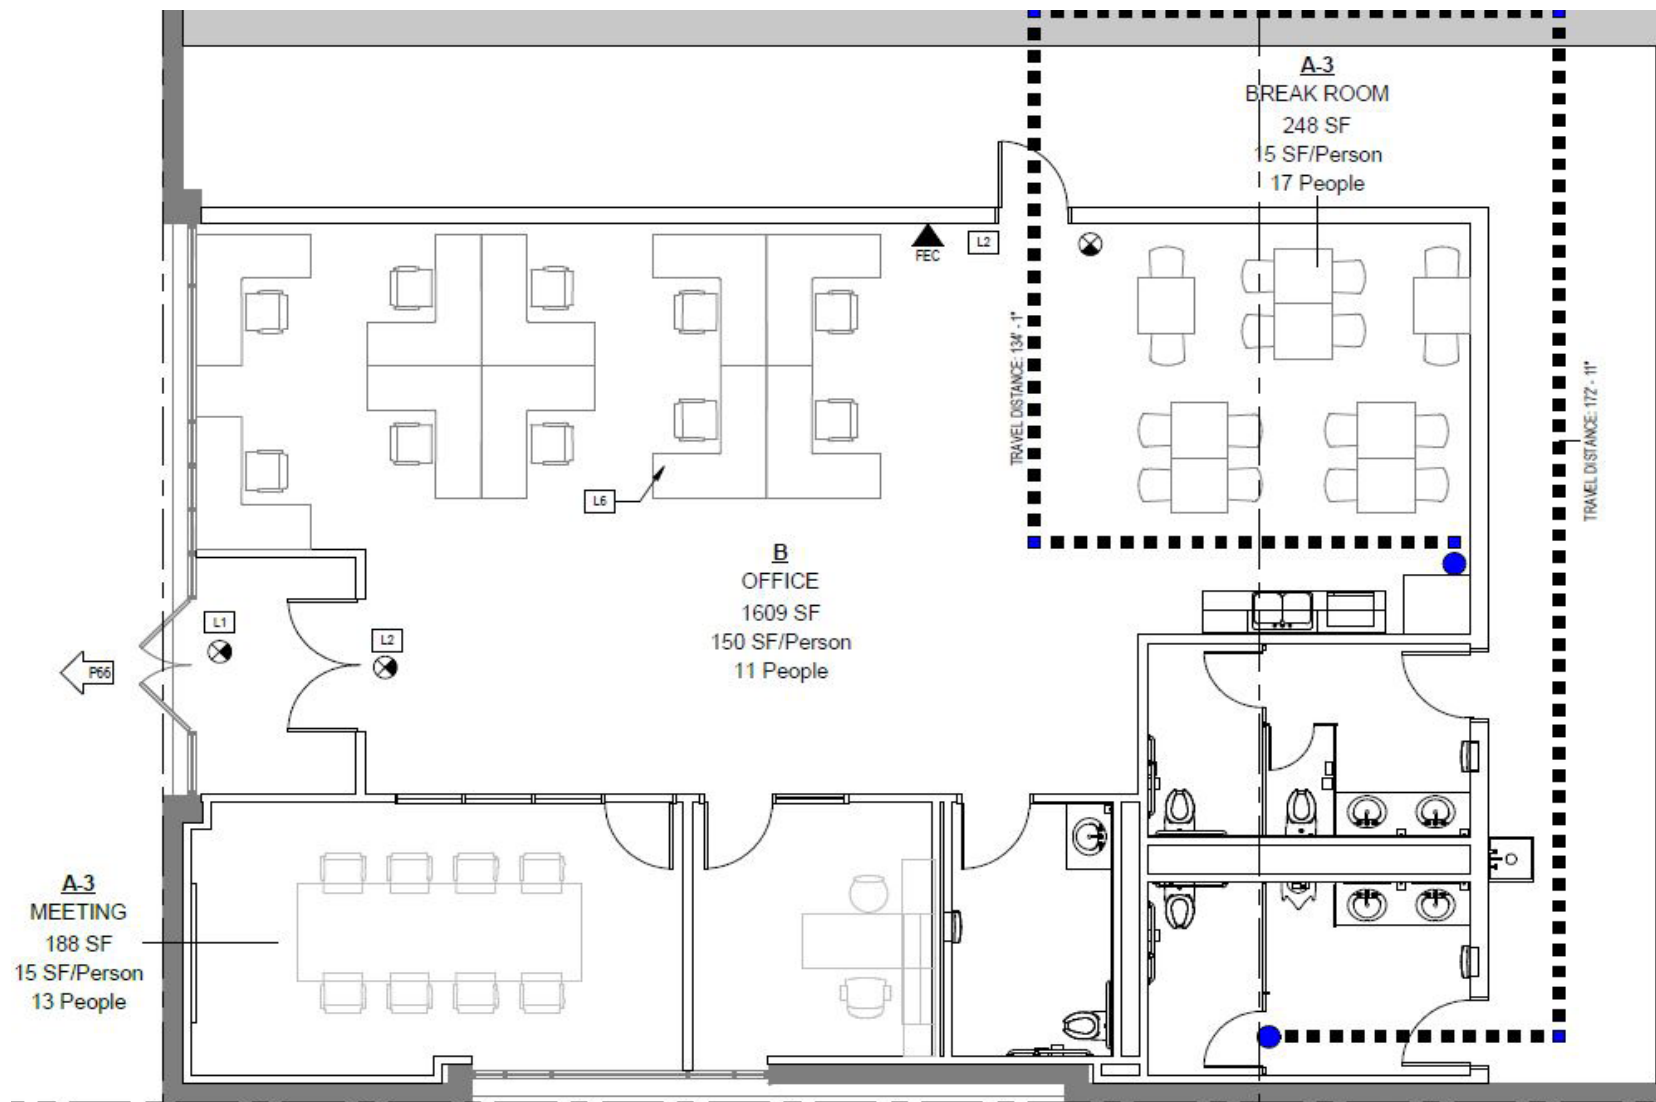 A-3
BREAK ROOM
248 SF
15 SF/Person
17 People
L2
FEC
TRAVEL DISTANCE: 134' - 1"
TRAVEL DISTANCE: 172' - 11"
L6
B
OFFICE
1609 SF
150 SF/Person
11 People
L1
L2
P66
A-3
MEETING
188 SF
15 SF/Person
13 People